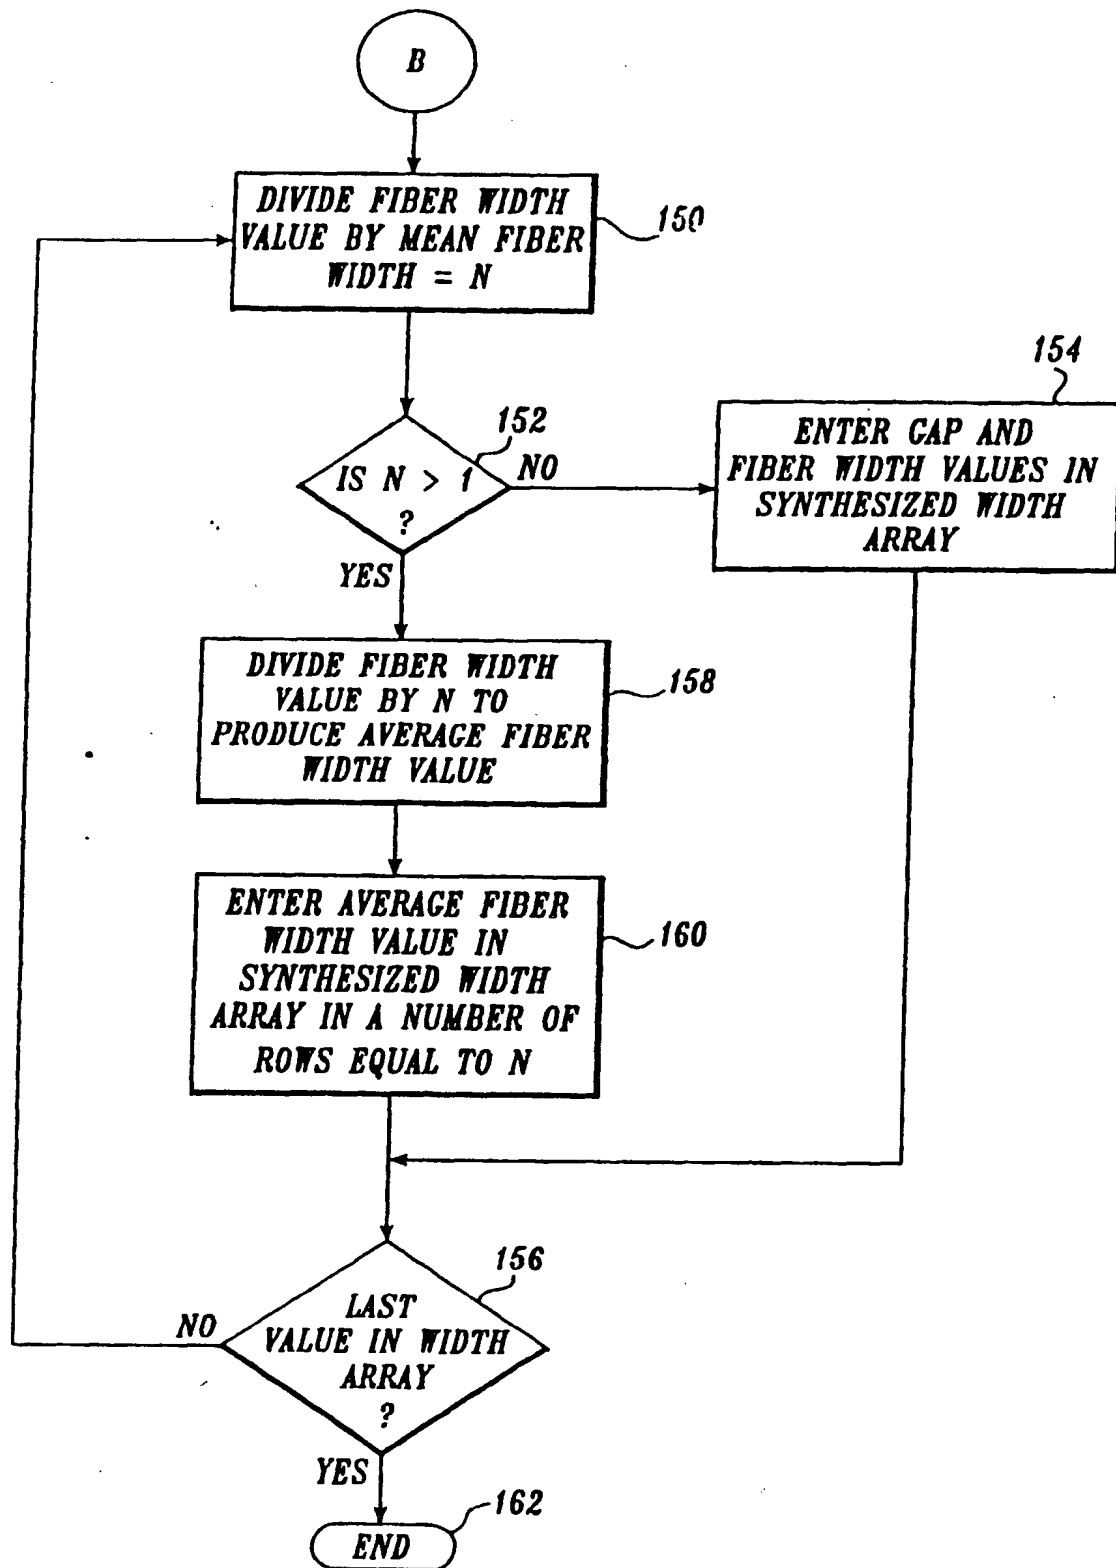 B
DIVIDE FIBER WIDTH
VALUE BY MEAN FIBER
WIDTH = N
150
IS N > 1
?
152
NO
YES
154
ENTER GAP AND
FIBER WIDTH VALUES IN
SYNTHESIZED WIDTH
ARRAY
DIVIDE FIBER WIDTH
VALUE BY N TO
PRODUCE AVERAGE FIBER
WIDTH VALUE
158
ENTER AVERAGE FIBER
WIDTH VALUE IN
SYNTHESIZED WIDTH
ARRAY IN A NUMBER OF
ROWS EQUAL TO N
160
156
LAST
VALUE IN WIDTH
ARRAY
?
NO
YES
END
162